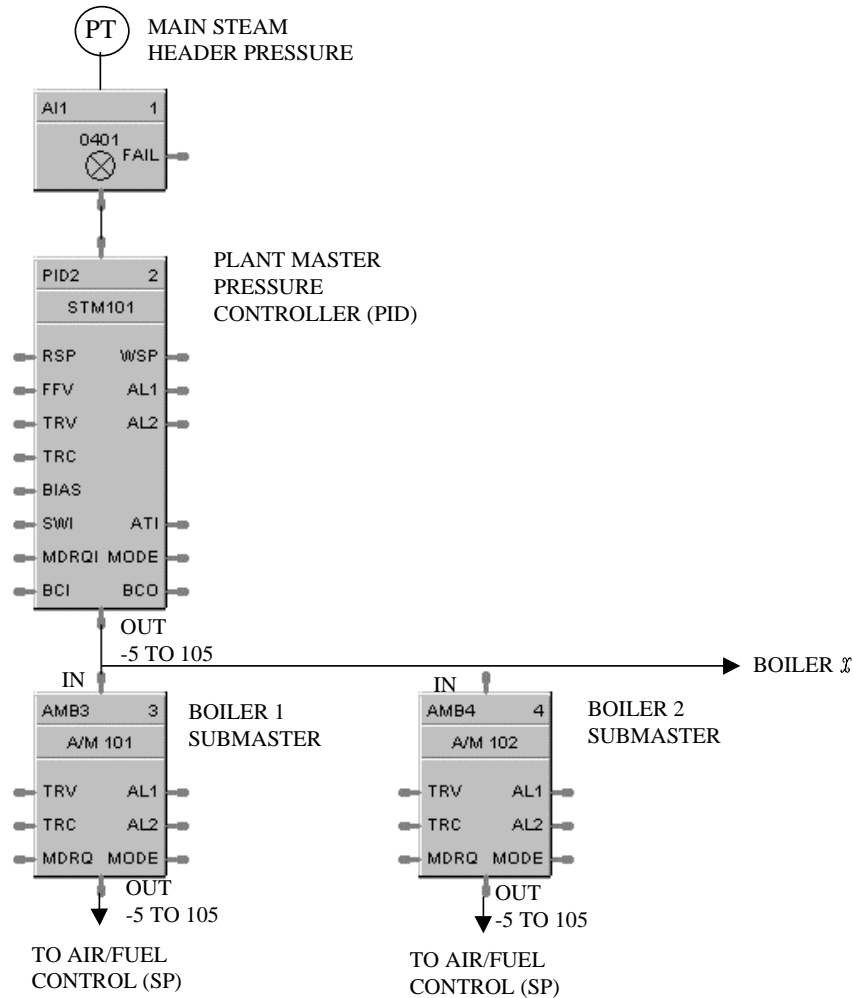 PT
MAIN STEAM
HEADER PRESSURE
AI1 1
0401
FAIL
PID2 2
STM101
PLANT MASTER
PRESSURE
CONTROLLER (PID)
RSP WSP
FFV AL1
TRV AL2
TRC
BIAS
SWI ATI
MDRQI MODE
BCI BCO
OUT
-5 TO 105
BOILER X
IN
AMB3 3
A/M 101
BOILER 1
SUBMASTER
TRV AL1
TRC AL2
MDRQ MODE
OUT
-5 TO 105
TO AIR/FUEL
CONTROL (SP)
IN
AMB4 4
A/M 102
BOILER 2
SUBMASTER
TRV AL1
TRC AL2
MDRQ MODE
OUT
-5 TO 105
TO AIR/FUEL
CONTROL (SP)